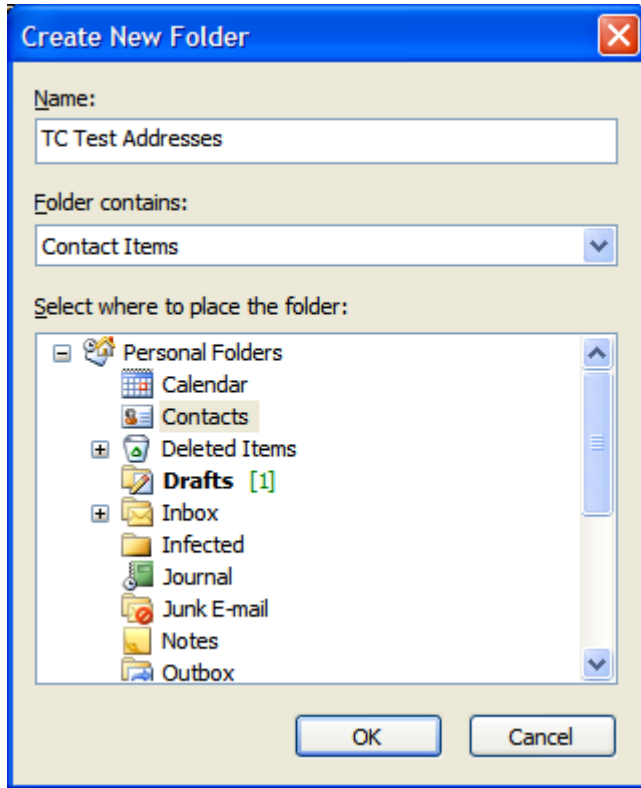 Create New Folder
Name:
TC Test Addresses
Folder contains:
Contact Items
Select where to place the folder:
Personal Folders
Calendar
Contacts
Deleted Items
Drafts [1]
Inbox
Infected
Journal
Junk E-mail
Notes
Outbox
OK Cancel